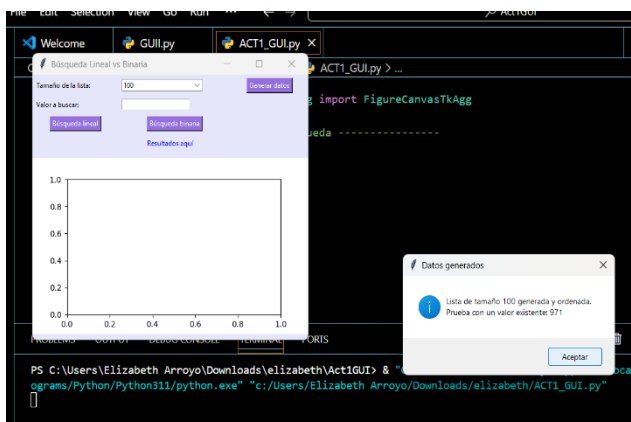 File Edit Selection View Go Run ... ← → Act1GUI
Welcome GUII.py ACT1_GUI.py ×
Búsqueda Lineal vs Binaria
ACT1_GUI.py > ...
Tamaño de la lista: 100 Generar datos
import FigureCanvasTkAgg
Valor a buscar:
Búsqueda lineal Búsqueda binaria
ueda ----------------
Resultados aquí
1.0
0.8
0.6
0.4
0.2
0.0
0.0 0.2 0.4 0.6 0.8 1.0
Datos generados
Lista de tamaño 100 generada y ordenada.
Prueba con un valor existente: 971
Aceptar
PROBLEMS OUTPUT DEBUG CONSOLE TERMINAL PORTS
PS C:\Users\Elizabeth Arroyo\Downloads\elizabeth\Act1GUI> & "c
ograms/Python/Python311/python.exe" "c:/Users/Elizabeth Arroyo/Downloads/elizabeth/ACT1_GUI.py"